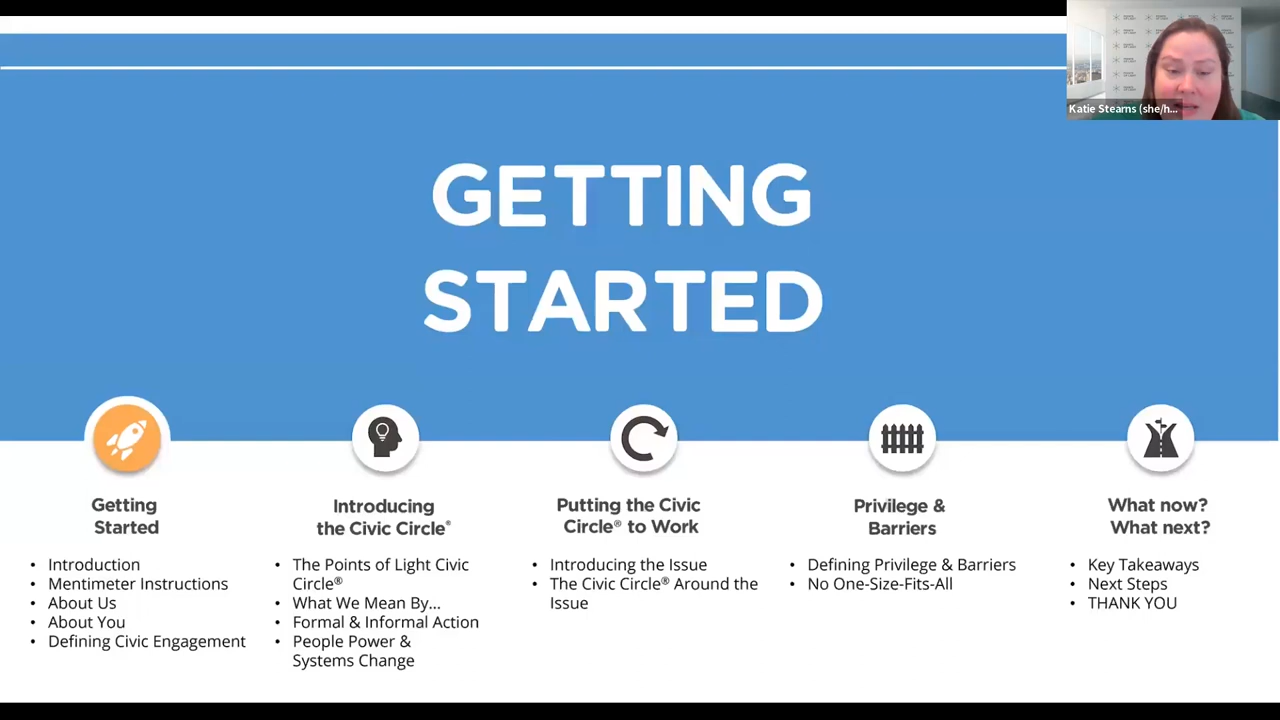 Katie Stearns (she/h...
GETTING
STARTED
Getting
Started
• Introduction
• Mentimeter Instructions
• About Us
• About You
• Defining Civic Engagement
Introducing
the Civic Circle®
• The Points of Light Civic
Circle®
• What We Mean By...
• Formal & Informal Action
• People Power &
Systems Change
Putting the Civic
Circle® to Work
• Introducing the Issue
• The Civic Circle® Around the
Issue
Privilege &
Barriers
• Defining Privilege & Barriers
• No One-Size-Fits-All
What now?
What next?
• Key Takeaways
• Next Steps
• THANK YOU